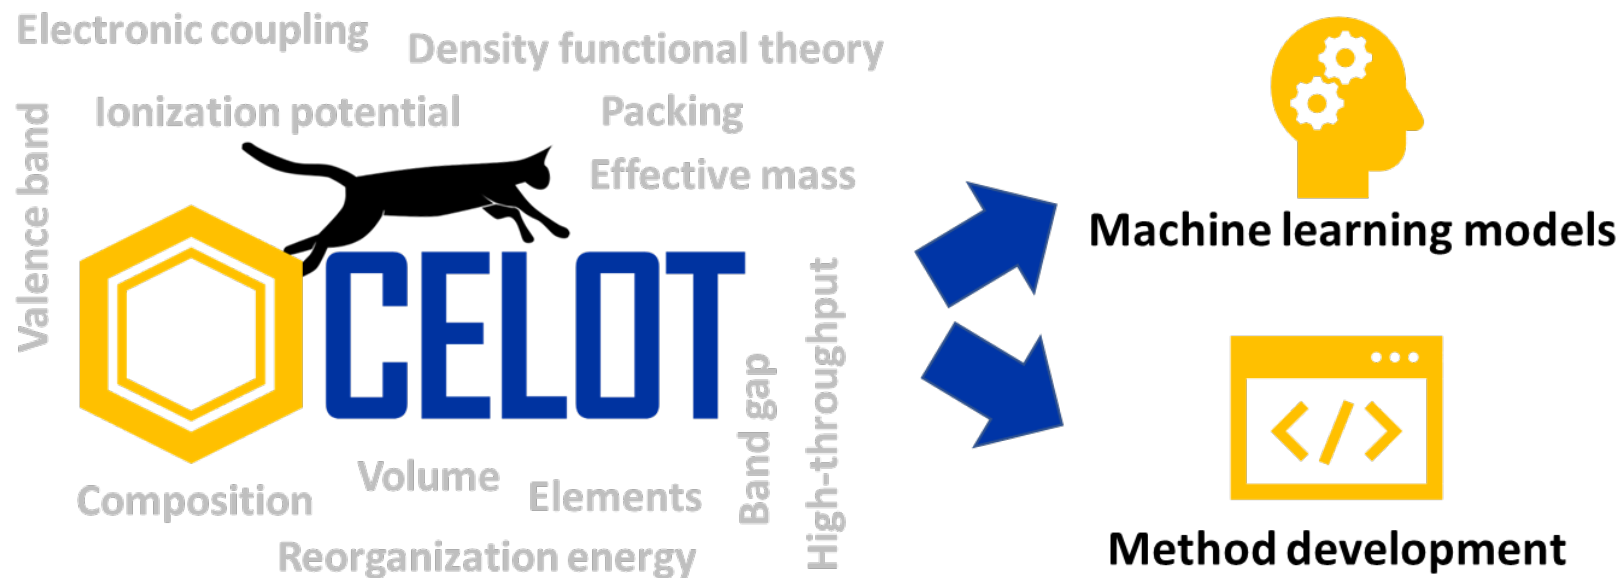 Electronic coupling
Density functional theory
Ionization potential
Packing
Valence band
Effective mass
OCELOT
High-throughput
Band gap
Volume
Composition
Elements
Reorganization energy
Machine learning models
</>
Method development